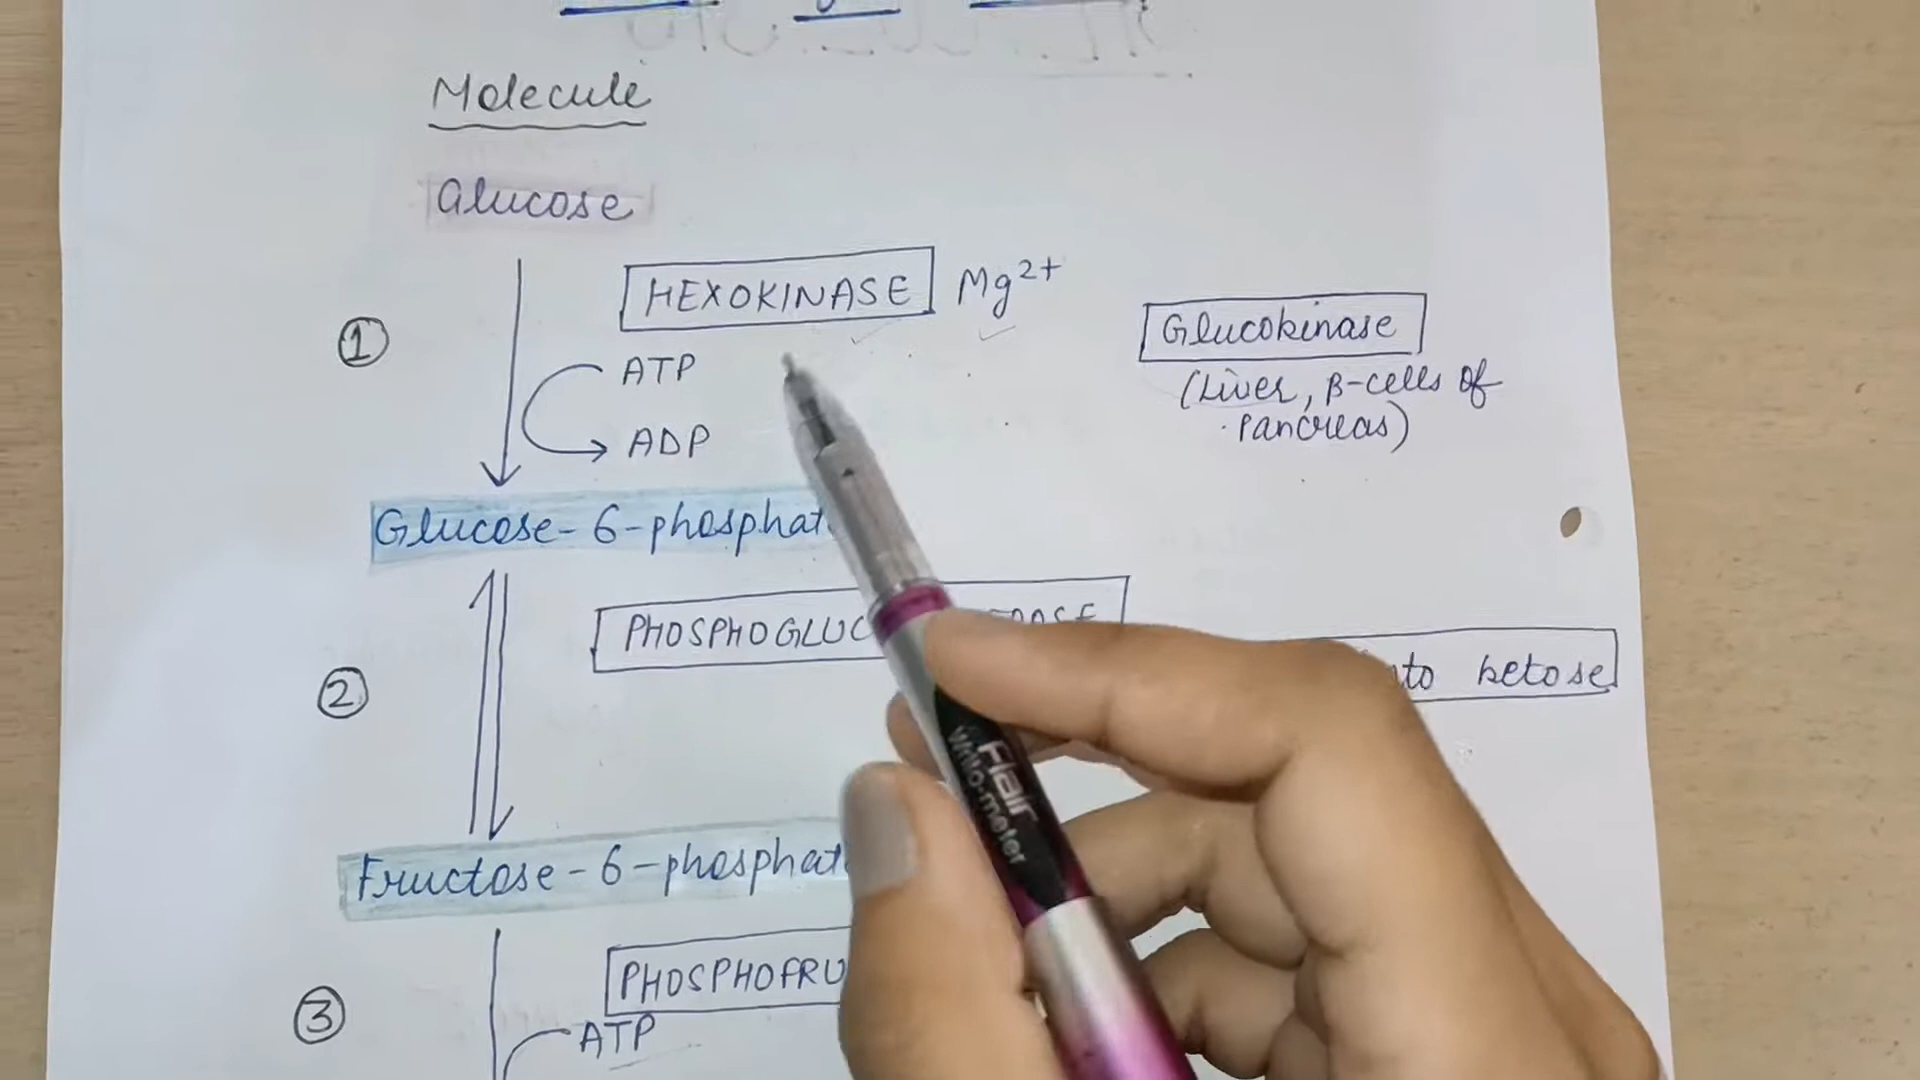 Molecule
Glucose
HEXOKINASE Mg2+
Glucokinase
(Liver, β-cells of
pancreas)
1
ATP
ADP
Glucose-6-phosphat
PHOSPHOGLUC
to ketose
2
Fructose-6-phosphat
PHOSPHOFRU
3
ATP
Flair
Writo-meter